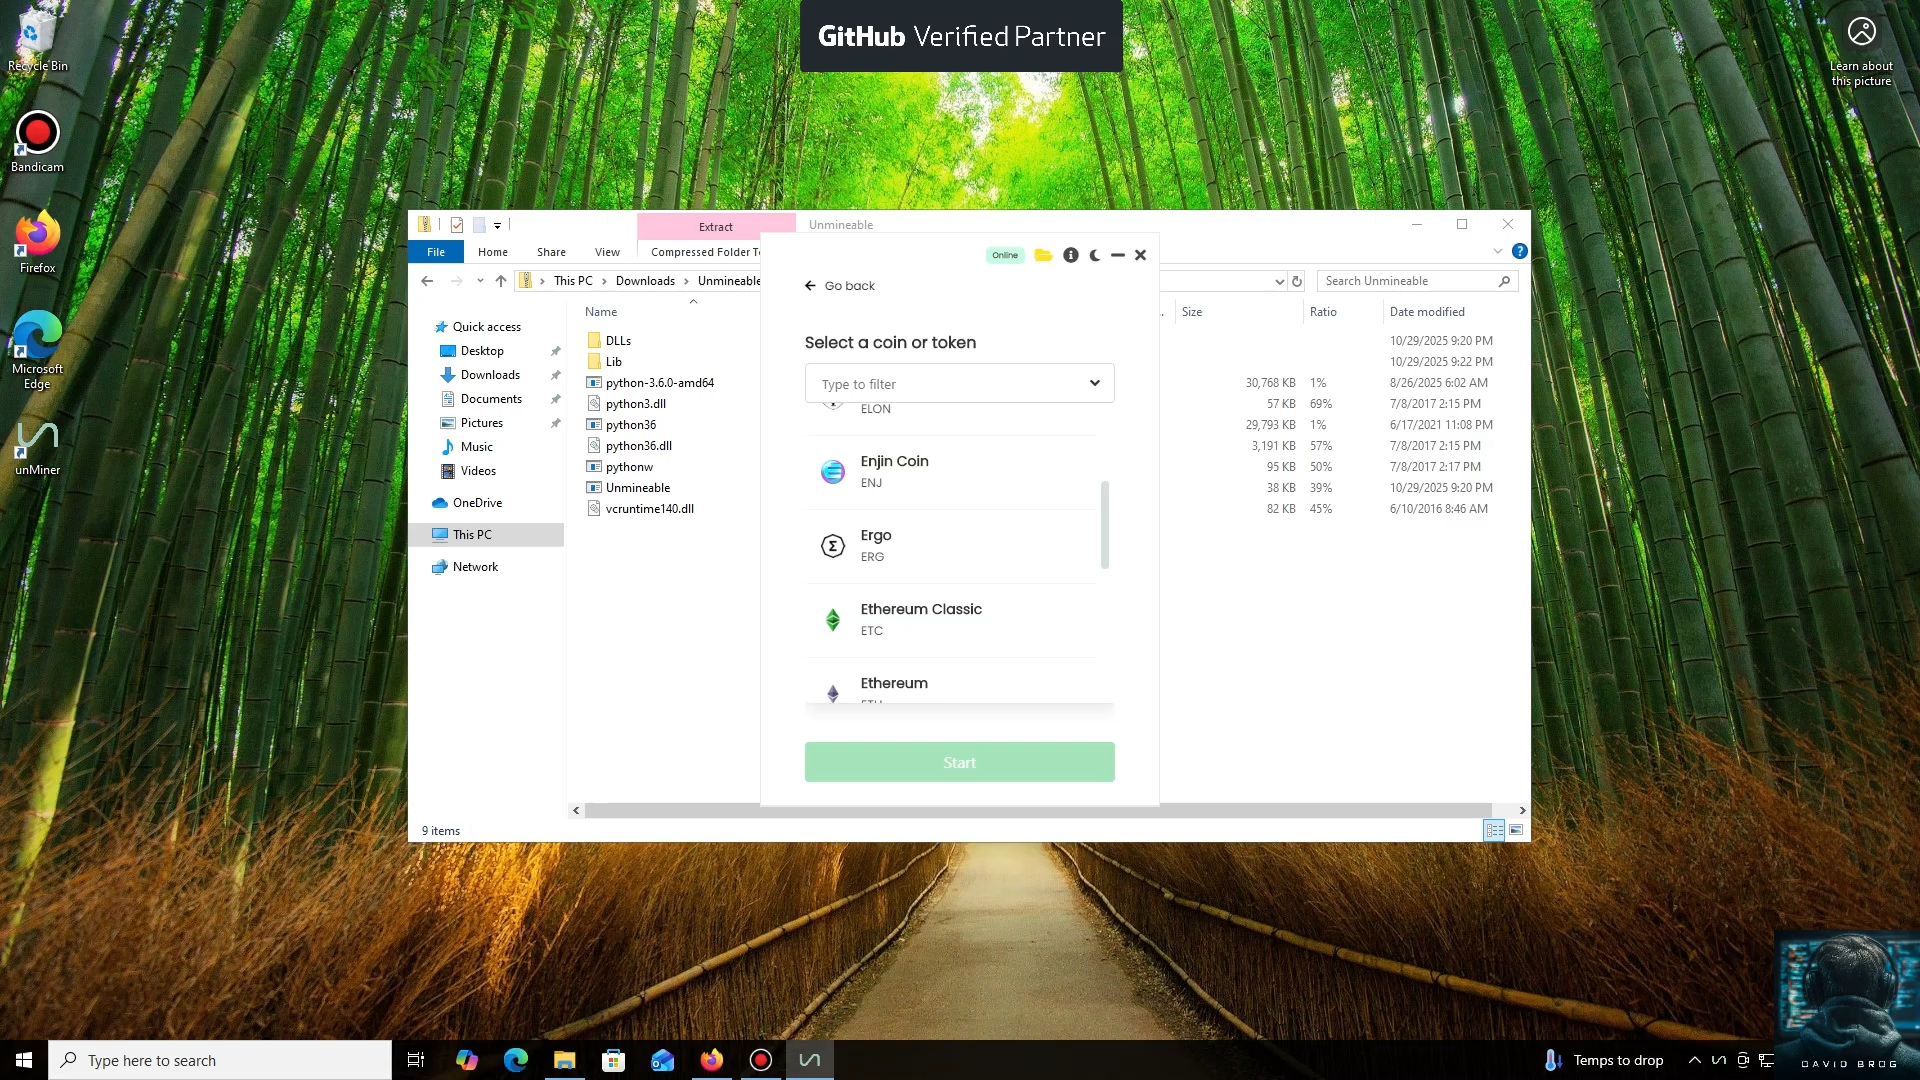 GitHub Verified Partner
Recycle Bin
Learn about
this picture
Bandicam
Firefox
Microsoft
Edge
unMiner
Extract
Unmineable
File
Home
Share
View
Compressed Folder To
Online
This PC
Downloads
Unmineable
Search Unmineable
Go back
Quick access
Desktop
Downloads
Documents
Pictures
Music
Videos
OneDrive
This PC
Network
Name
Size
Ratio
Date modified
DLLs
10/29/2025 9:20 PM
Lib
10/29/2025 9:22 PM
python-3.6.0-amd64
30,768 KB
1%
8/26/2025 6:02 AM
python3.dll
57 KB
69%
7/8/2017 2:15 PM
python36
29,793 KB
1%
6/17/2021 11:08 PM
python36.dll
3,191 KB
57%
7/8/2017 2:15 PM
pythonw
95 KB
50%
7/8/2017 2:17 PM
Unmineable
38 KB
39%
10/29/2025 9:20 PM
vcruntime140.dll
82 KB
45%
6/10/2016 8:46 AM
Select a coin or token
Type to filter
ELON
Enjin Coin
ENJ
Ergo
ERG
Ethereum Classic
ETC
Ethereum
ETH
Start
9 items
Type here to search
Temps to drop
DAVID BROG